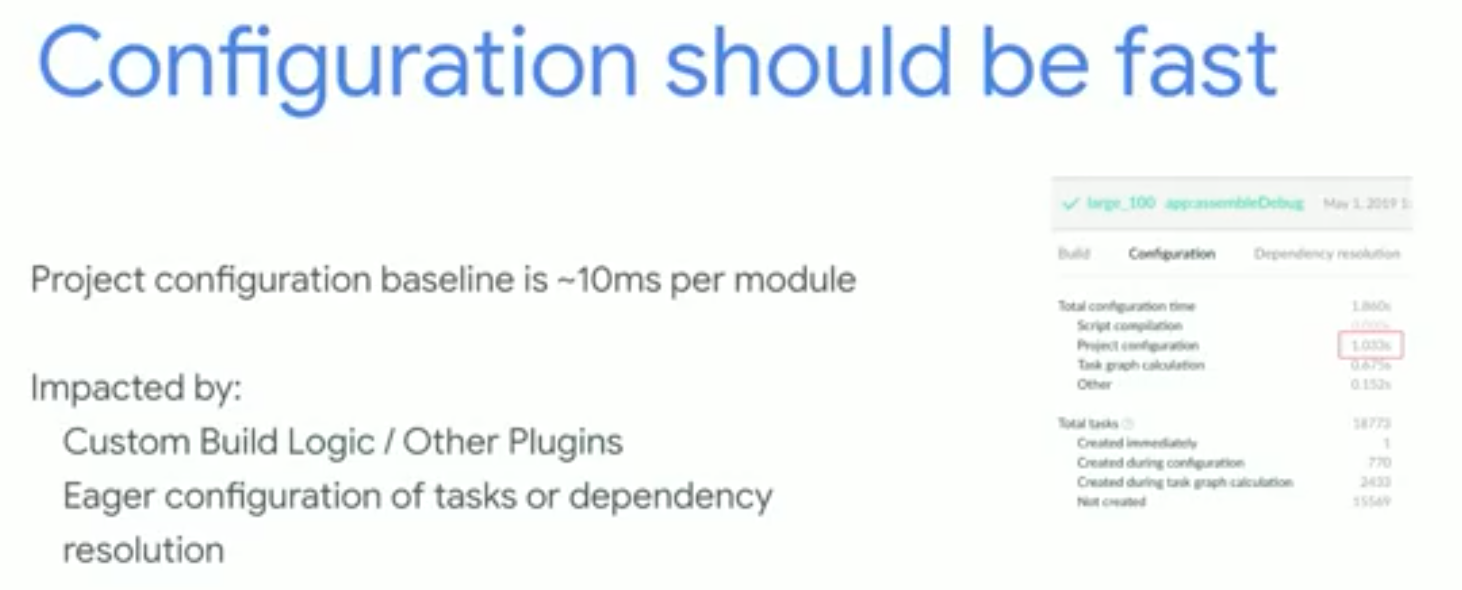 Configuration should be fast
Project configuration baseline is ~10ms per module
Impacted by:
Custom Build Logic / Other Plugins
Eager configuration of tasks or dependency
resolution
large_100 app:assembleDebug May 1, 2019 1:
Build Configuration Dependency resolution
Total configuration time 1.860s
Script compilation 0.000s
Project configuration 1.033s
Task graph calculation 0.675s
Other 0.152s
Total tasks 18773
Created immediately 1
Created during configuration 770
Created during task graph calculation 2433
Not created 15569